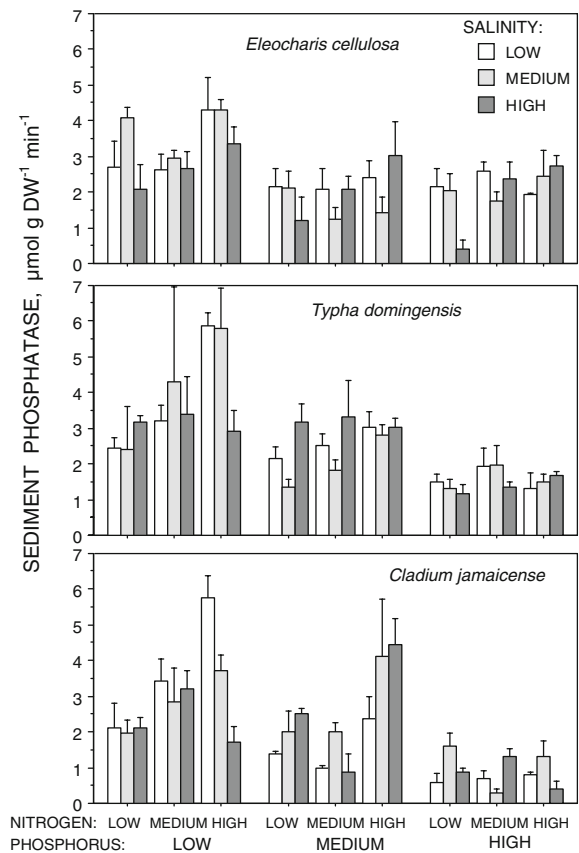 SEDIMENT PHOSPHATASE, µmol g DW⁻¹ min⁻¹
7
6
5
4
3
2
1
0
Eleocharis cellulosa
SALINITY:
LOW
MEDIUM
HIGH
7
6
5
4
3
2
1
0
Typha domingensis
7
6
5
4
3
2
1
0
Cladium jamaicense
NITROGEN: LOW MEDIUM HIGH LOW MEDIUM HIGH LOW MEDIUM HIGH
PHOSPHORUS: LOW MEDIUM HIGH